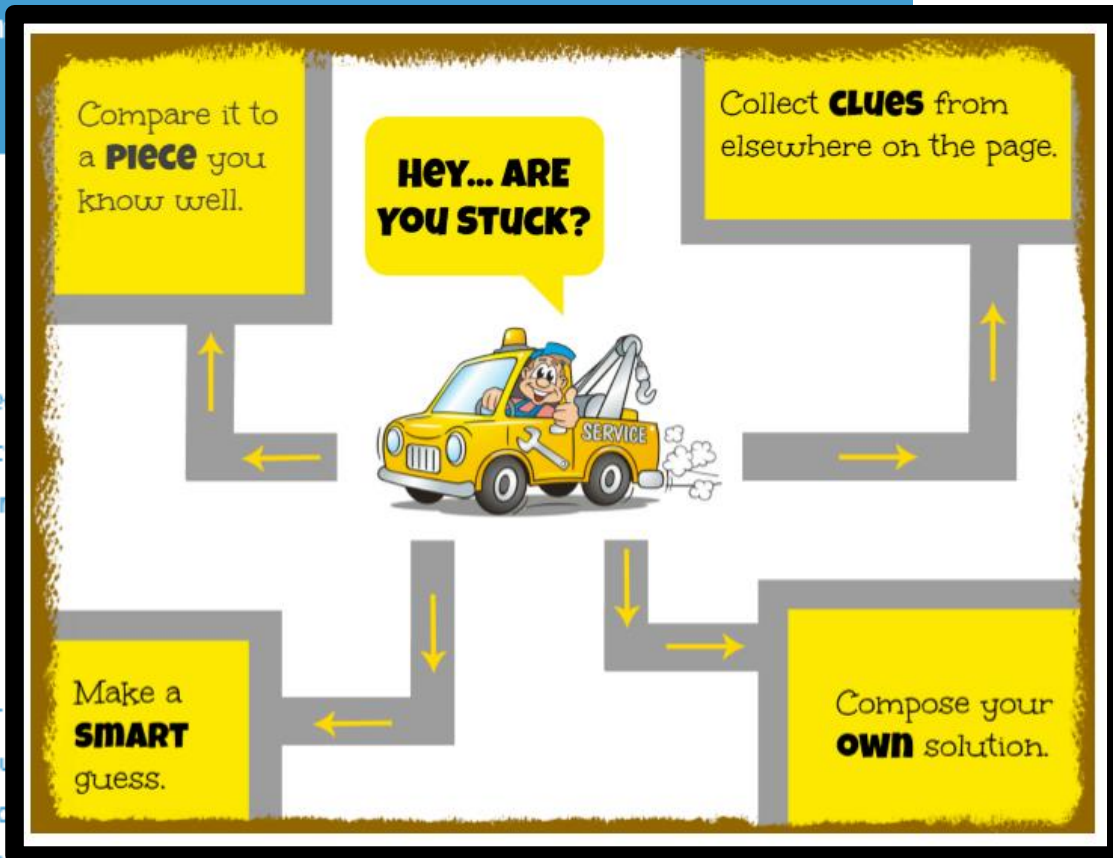 Compare it to
a PIECE you
know well.
HEY... ARE
YOU STUCK?
Collect CLUES from
elsewhere on the page.
SERVICE
Make a
SMART
guess.
Compose your
OWN solution.